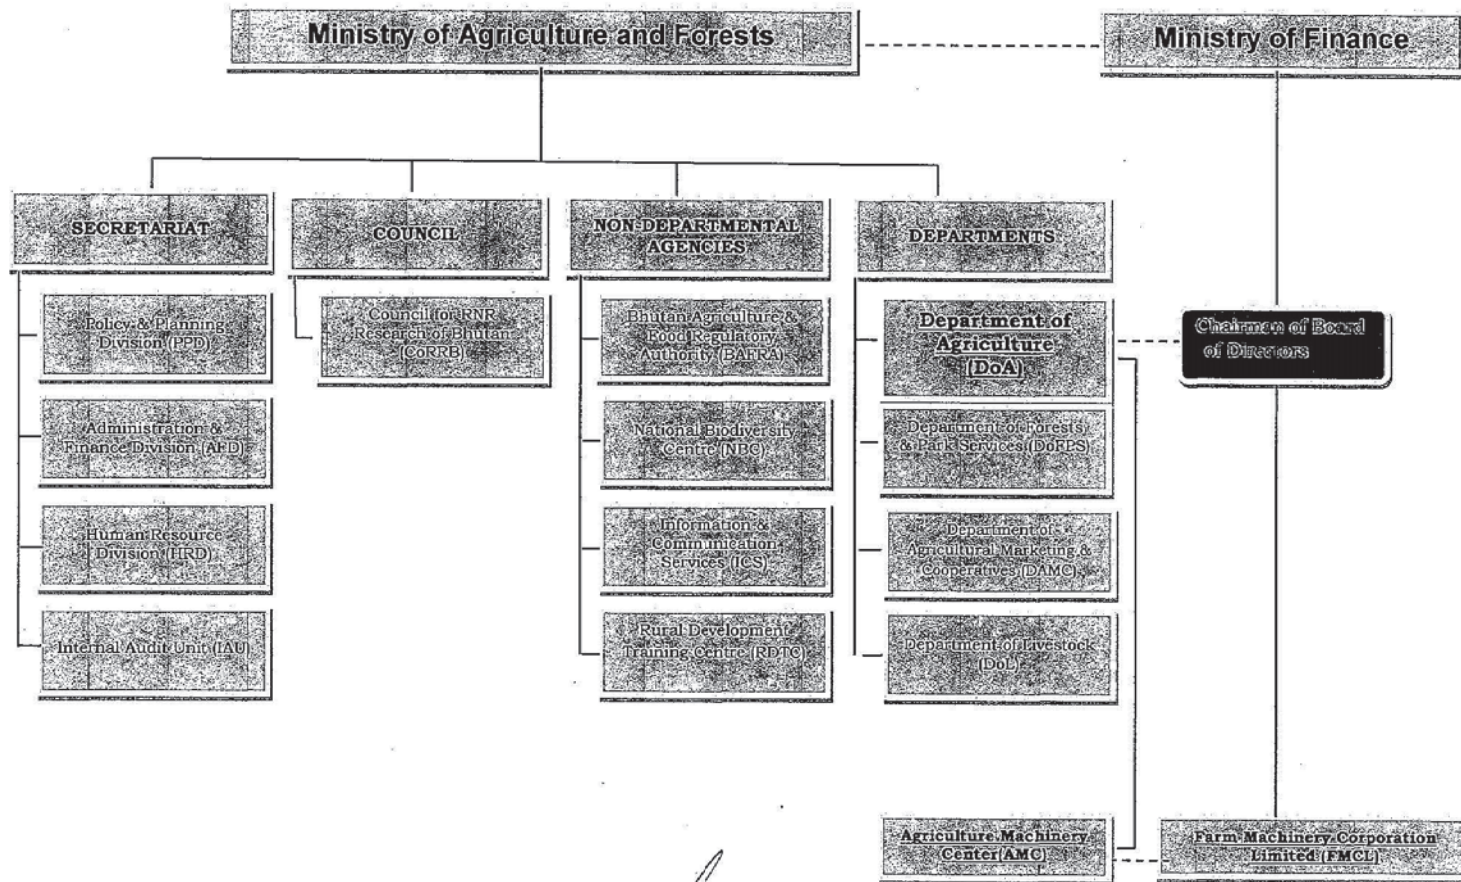 Ministry of Agriculture and Forests
Ministry of Finance
SECRETARIAT
Policy & Planning
Division (PPD)
Administration &
Finance Division (AFD)
Human Resource
Division (HRD)
Internal Audit Unit (IAU)
COUNCIL
Council for RNR
Research of Bhutan
(CoRRB)
NON-DEPARTMENTAL
AGENCIES
Bhutan Agriculture &
Food Regulatory
Authority (BAFRA)
National Biodiversity
Centre (NBC)
Information &
Communication
Services (ICS)
Rural Development
Training Centre (RDTC)
DEPARTMENTS
Department of
Agriculture
(DoA)
Department of Forests
& Park Services (DoFPS)
Department of
Agricultural Marketing &
Cooperatives (DAMC)
Department of Livestock
(DoL)
Chairman of Board
of Directors
Agriculture Machinery
Center(AMC)
Farm Machinery Corporation
Limited (FMCL)